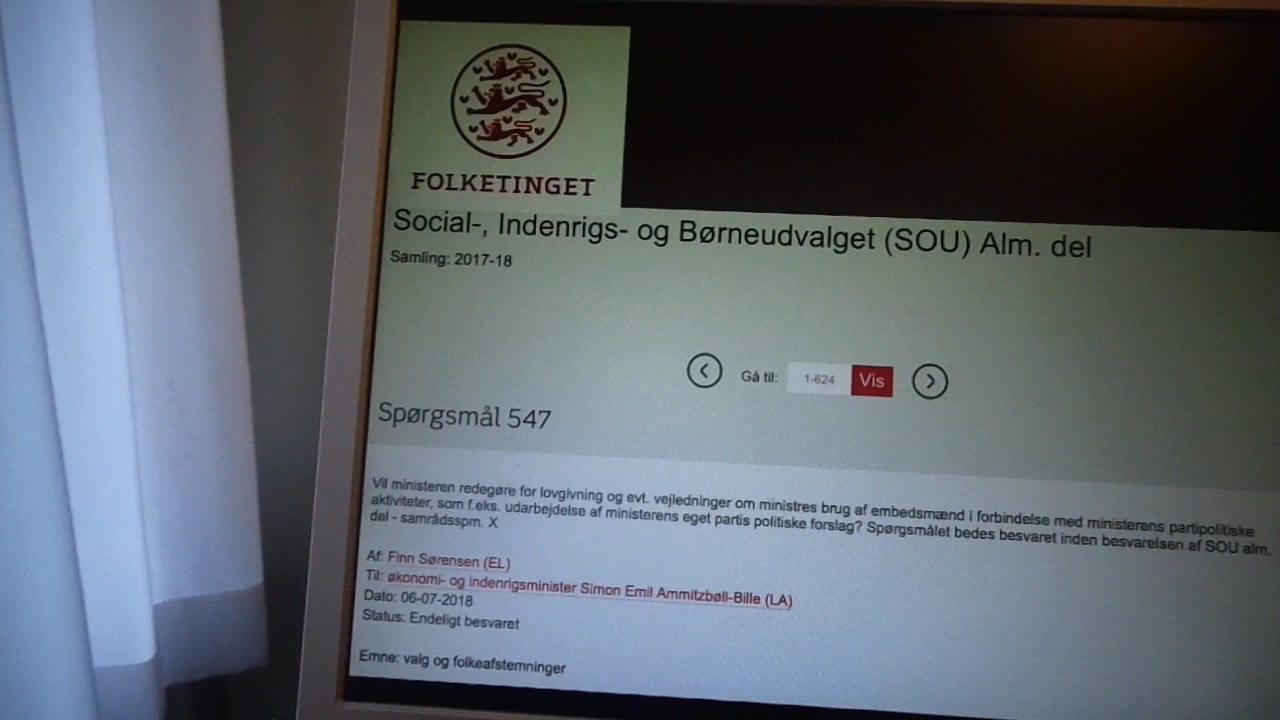 FOLKETINGET
Social-, Indenrigs- og Børneudvalget (SOU) Alm. del
Samling: 2017-18
Gå til: 1-624 Vis
Spørgsmål 547
Vil ministeren redegøre for lovgivning og evt. vejledninger om ministres brug af embedsmænd i forbindelse med ministerens partipolitiske
aktiviteter, som f.eks. udarbejdelse af ministerens eget partis politiske forslag? Spørgsmålet bedes besvaret inden besvarelsen af SOU alm.
del - samrådsspm. X
Af: Finn Sørensen (EL)
Til: økonomi- og indenrigsminister Simon Emil Ammitzbøll-Bille (LA)
Dato: 06-07-2018
Status: Endeligt besvaret
Emne: valg og folkeafstemninger